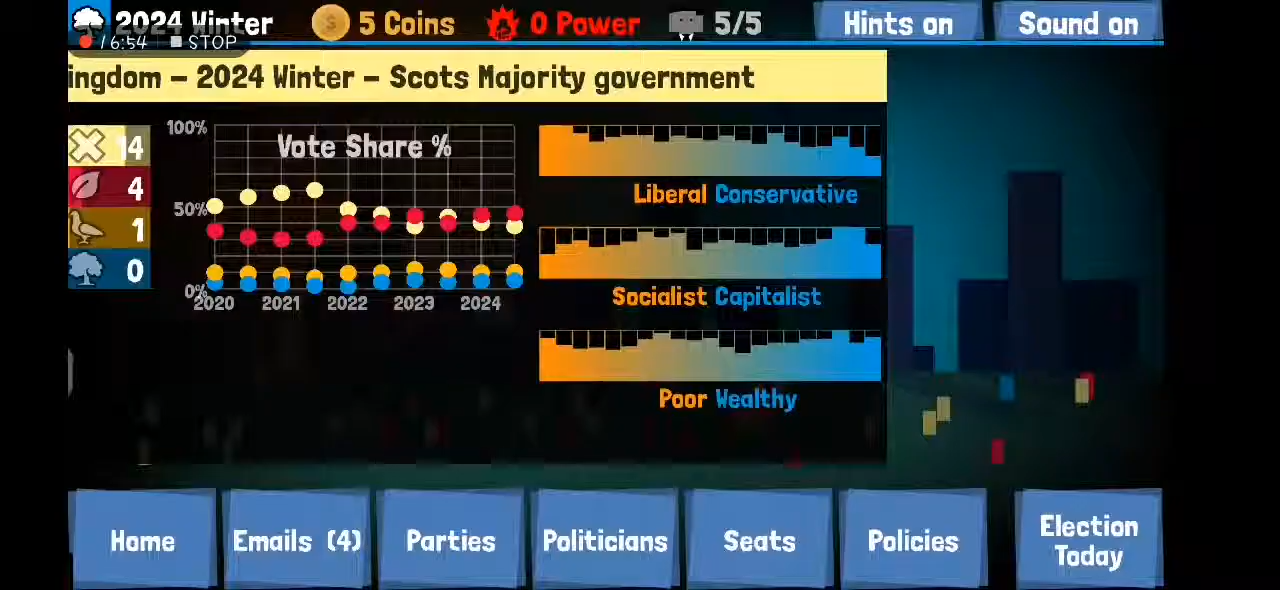 2024 Winter
5 Coins
0 Power
5/5
Hints on
Sound on
/6:54
STOP
ingdom – 2024 Winter – Scots Majority government
14
4
1
0
Vote Share %
100%
50%
0%
2020 2021 2022 2023 2024
Liberal Conservative
Socialist Capitalist
Poor Wealthy
Home
Emails (4)
Parties
Politicians
Seats
Policies
Election
Today